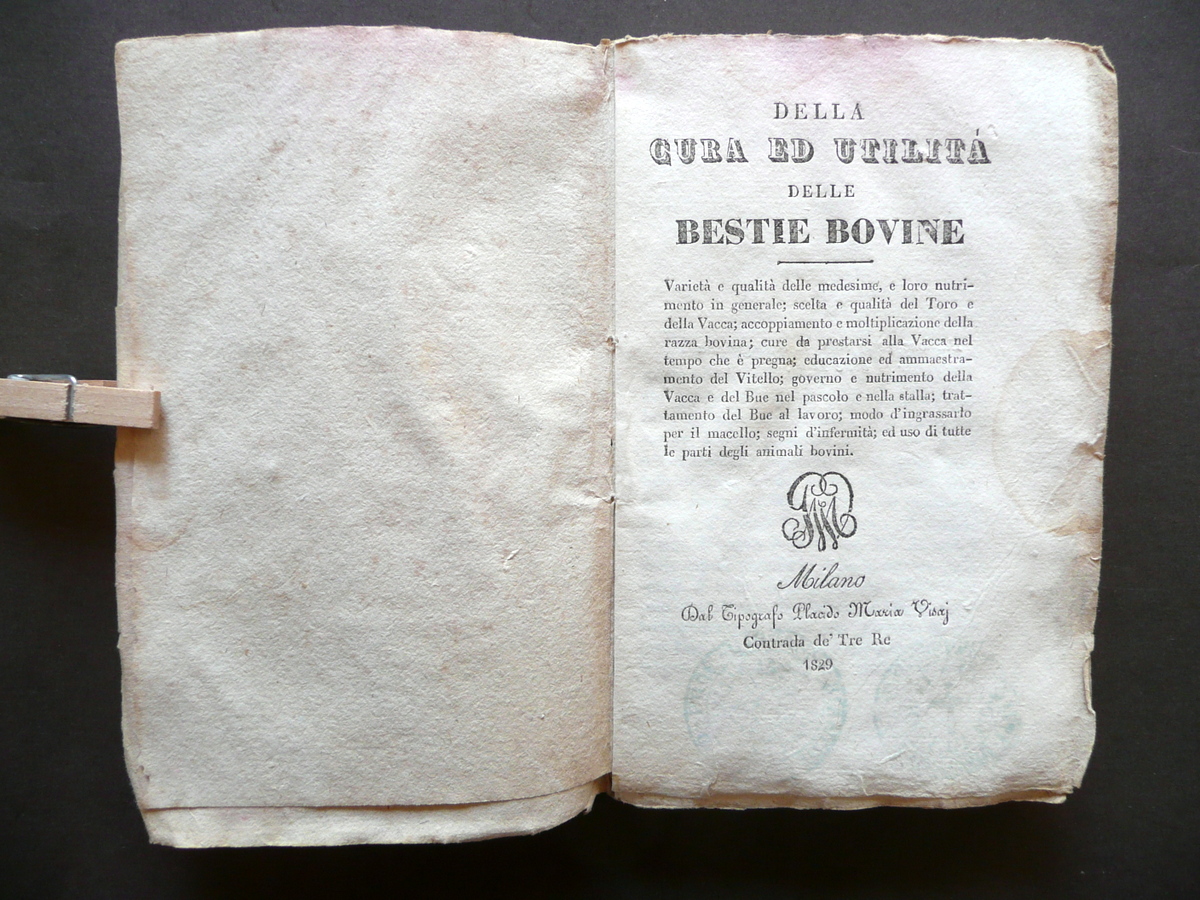 DELLA
CURA ED UTILITÁ
DELLE
BESTIE BOVINE
Varietà e qualità delle medesime, e loro nutri-
mento in generale; scelta e qualità del Toro e
della Vacca; accoppiamento e moltiplicazione della
razza bovina; cure da prestarsi alla Vacca nel
tempo che è pregna; educazione ed ammaestra-
mento del Vitello; governo e nutrimento della
Vacca e del Bue nel pascolo e nella stalla; trat-
tamento del Bue al lavoro; modo d'ingrassarlo
per il macello; segni d'infermità; ed uso di tutte
le parti degli animali bovini.
Milano
Dal Tipografo Placido Maria Visaj
Contrada de' Tre Re
1829